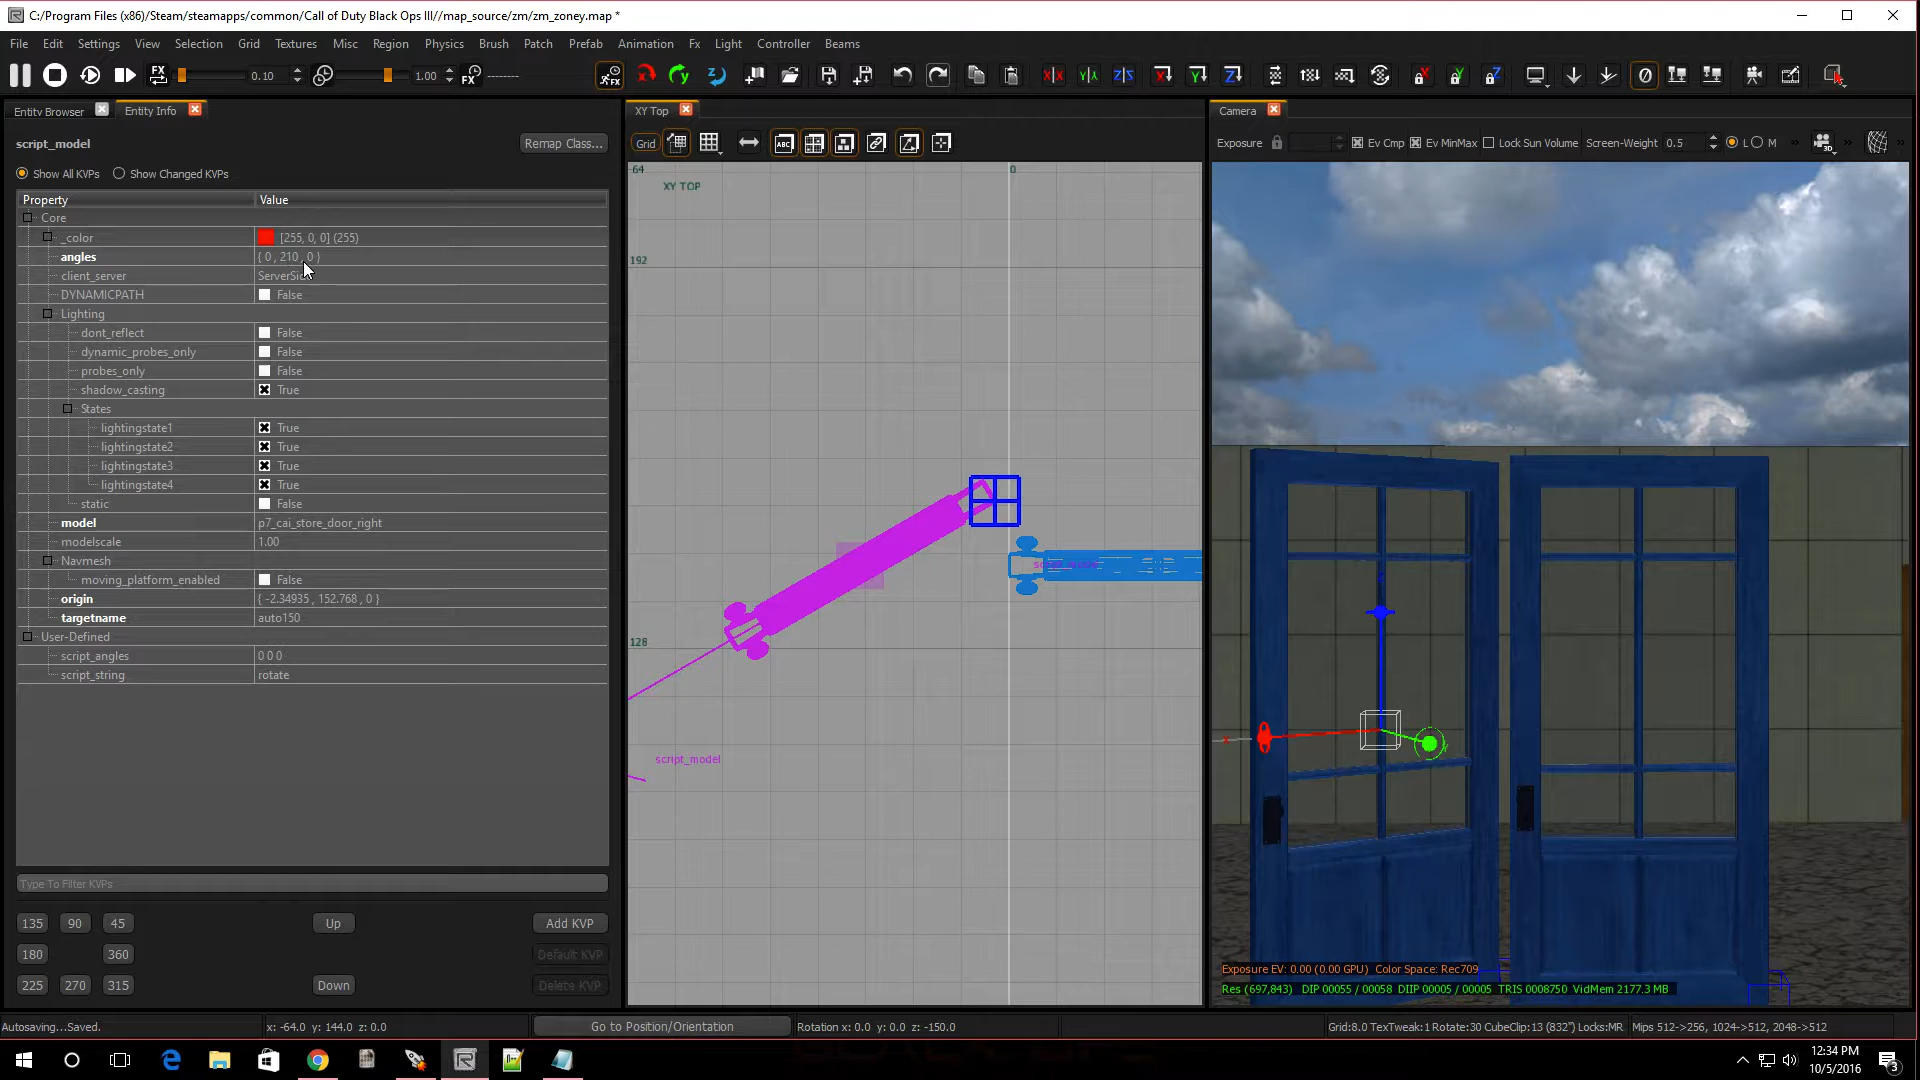 C:/Program Files (x86)/Steam/steamapps/common/Call of Duty Black Ops III//map_source/zm/zm_zoney.map *
File Edit Settings View Selection Grid Textures Misc Region Physics Brush Patch Prefab Animation Fx Light Controller Beams
FX 0.10 1.00 FX --------
Entity Browser Entity Info XY Top Camera
script_model Remap Class... Grid ABC Exposure Ev Cmp Ev MinMax Lock Sun Volume Screen-Weight 0.5 L M
Show All KVPs Show Changed KVPs
-64 0
XY TOP
Property Value
Core
_color [255, 0, 0] (255)
angles { 0 , 210 , 0 }
192
client_server
DYNAMICPATH False
Lighting
dont_reflect False
dynamic_probes_only False
probes_only False
shadow_casting True
States
lightingstate1 True
lightingstate2 True
lightingstate3 True
lightingstate4 True
static False
model p7_cai_store_door_right
modelscale 1.00
Navmesh
moving_platform_enabled False
origin { -2.34935 , 152.768 , 0 }
targetname auto150
User-Defined
128
script_angles 0 0 0
script_string rotate
script_model
Type To Filter KVPs
135 90 45 Up Add KVP
180 360 Default KVP
225 270 315 Down Delete KVP
Exposure EV: 0.00 (0.00 GPU) Color Space: Rec709
Res (697,843) DIP 00055 / 00058 DIIP 00005 / 00005 TRIS 0008750 VidMem 2177.3 MB
Autosaving...Saved. x: -64.0 y: 144.0 z: 0.0 Go to Position/Orientation Rotation x: 0.0 y: 0.0 z: -150.0 Grid:8.0 TexTweak:1 Rotate:30 CubeClip:13 (832") Locks:MR Mips 512->256, 1024->512, 2048->512
12:34 PM
10/5/2016
3